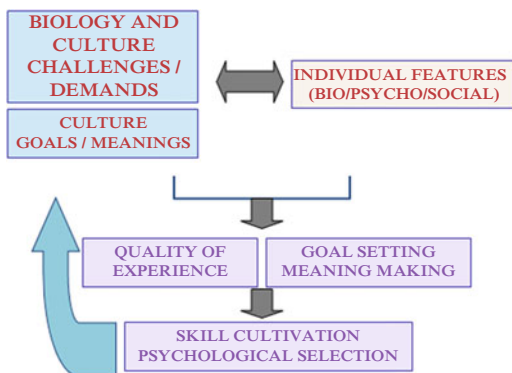 BIOLOGY AND
CULTURE
CHALLENGES /
DEMANDS
INDIVIDUAL FEATURES
(BIO/PSYCHO/SOCIAL)
CULTURE
GOALS / MEANINGS
QUALITY OF
EXPERIENCE
GOAL SETTING
MEANING MAKING
SKILL CULTIVATION
PSYCHOLOGICAL SELECTION